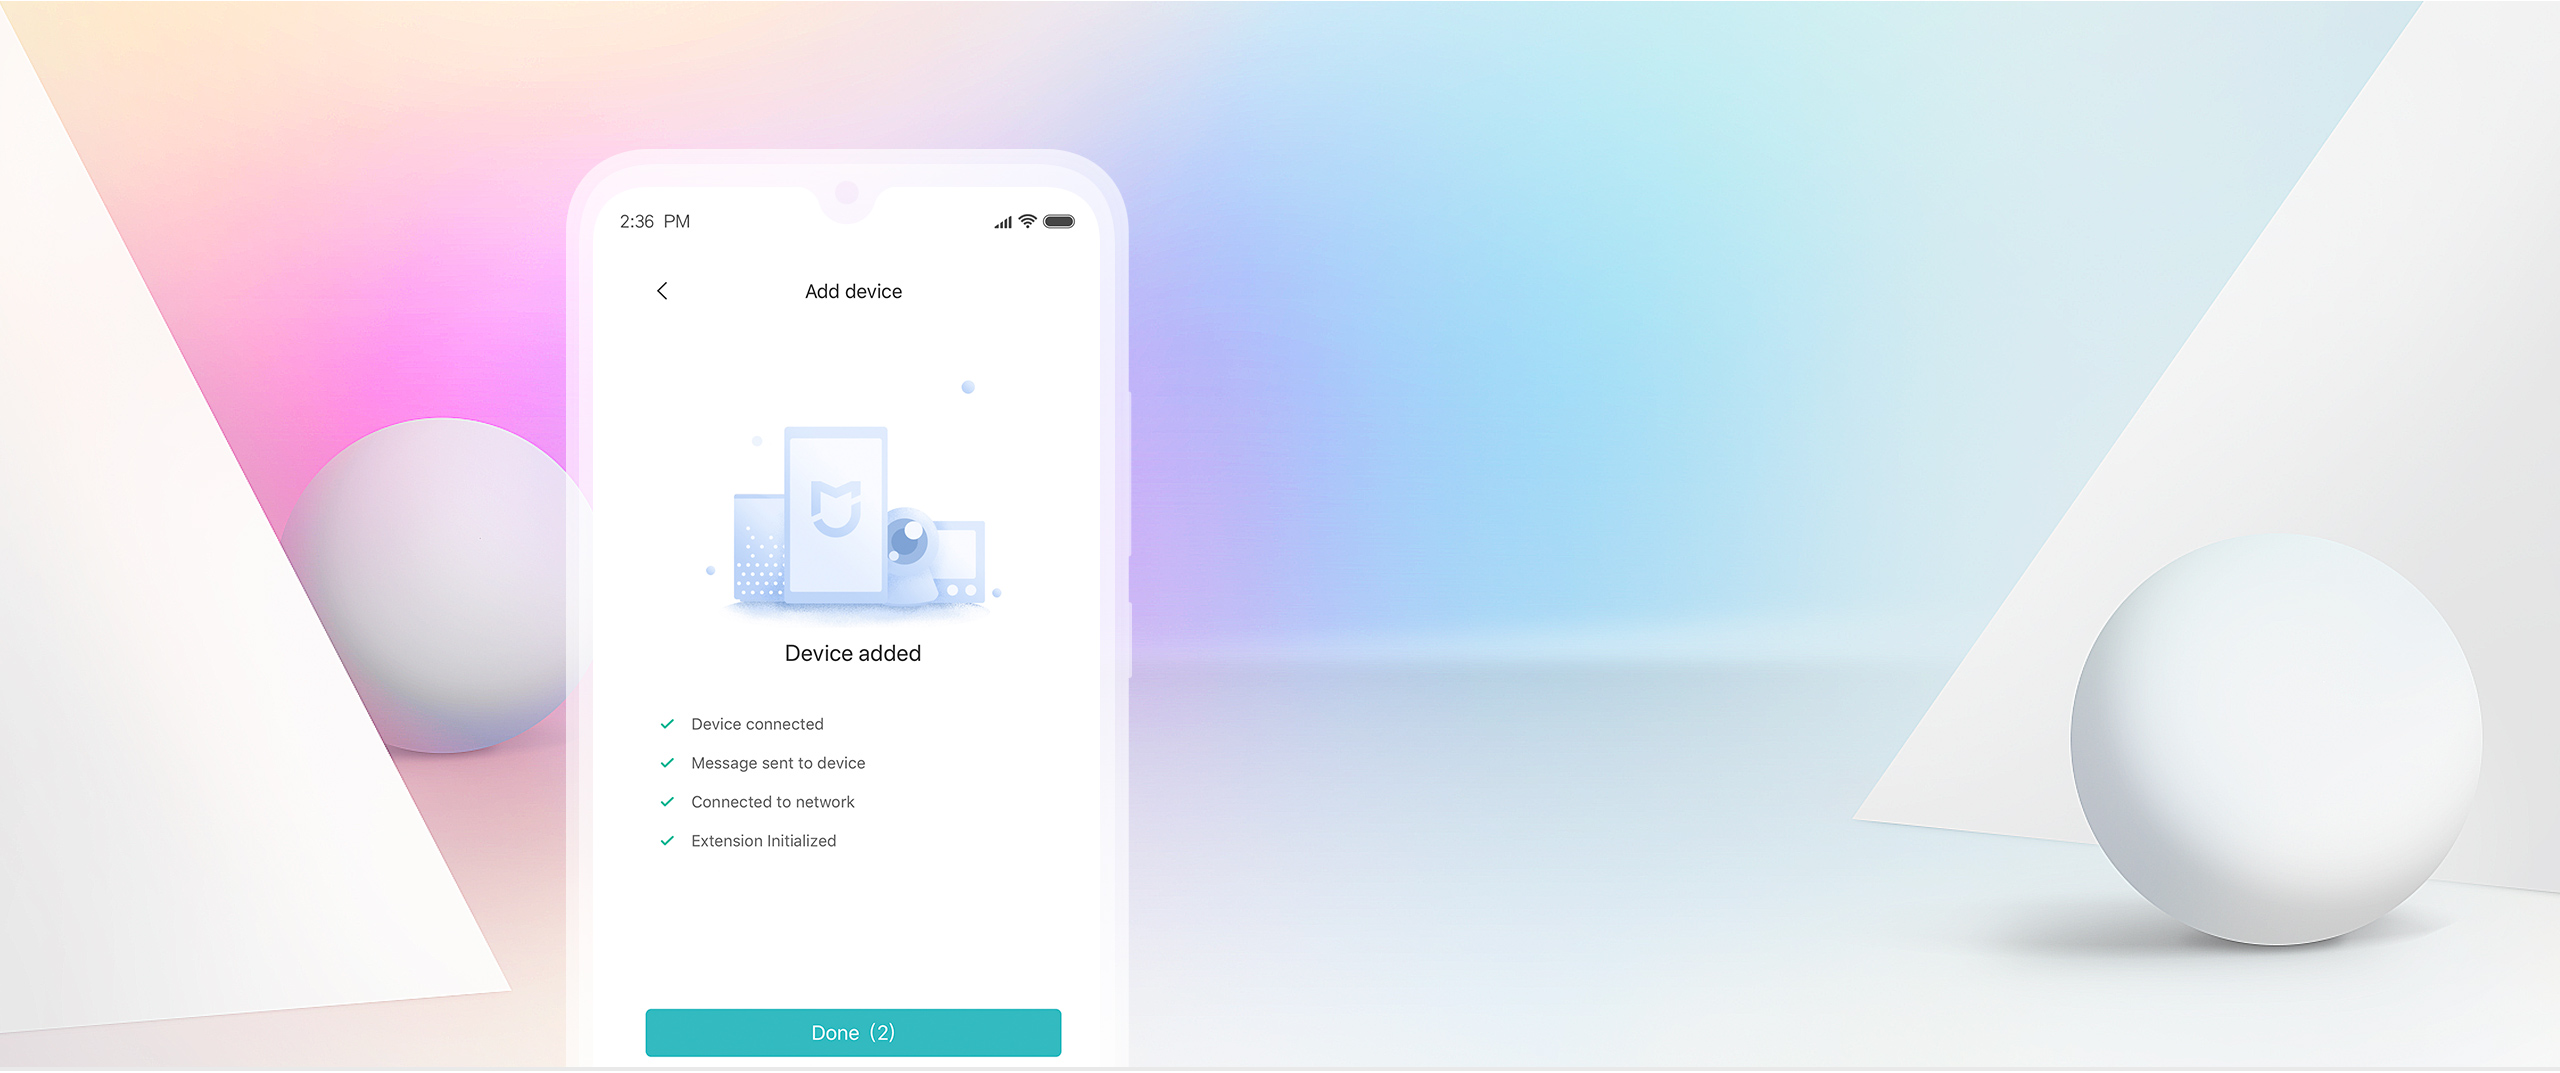 2:36 PM
Add device
Device added
Device connected
Message sent to device
Connected to network
Extension Initialized
Done (2)